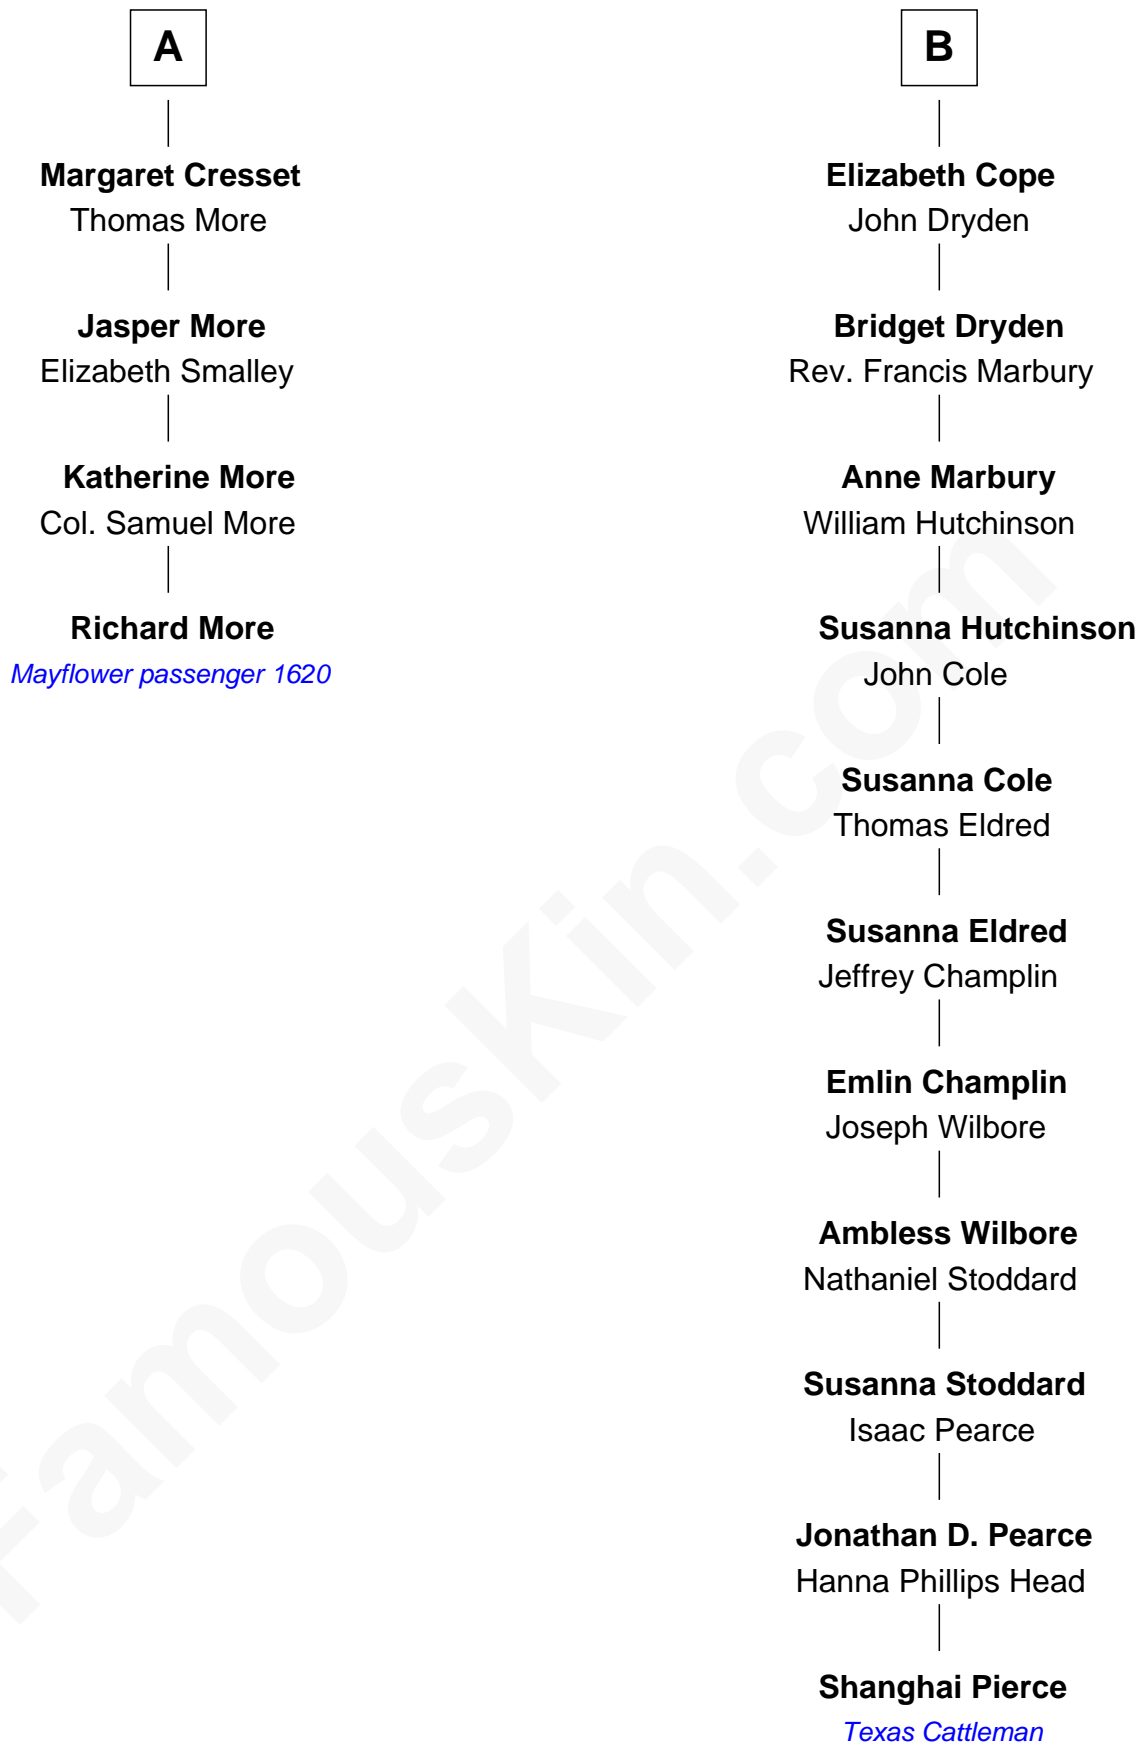 A
Margaret Cresset
Thomas More
Jasper More
Elizabeth Smalley
Katherine More
Col. Samuel More
Richard More
Mayflower passenger 1620
B
Elizabeth Cope
John Dryden
Bridget Dryden
Rev. Francis Marbury
Anne Marbury
William Hutchinson
Susanna Hutchinson
John Cole
Susanna Cole
Thomas Eldred
Susanna Eldred
Jeffrey Champlin
Emlin Champlin
Joseph Wilbore
Ambless Wilbore
Nathaniel Stoddard
Susanna Stoddard
Isaac Pearce
Jonathan D. Pearce
Hanna Phillips Head
Shanghai Pierce
Texas Cattleman
FamousKin.com